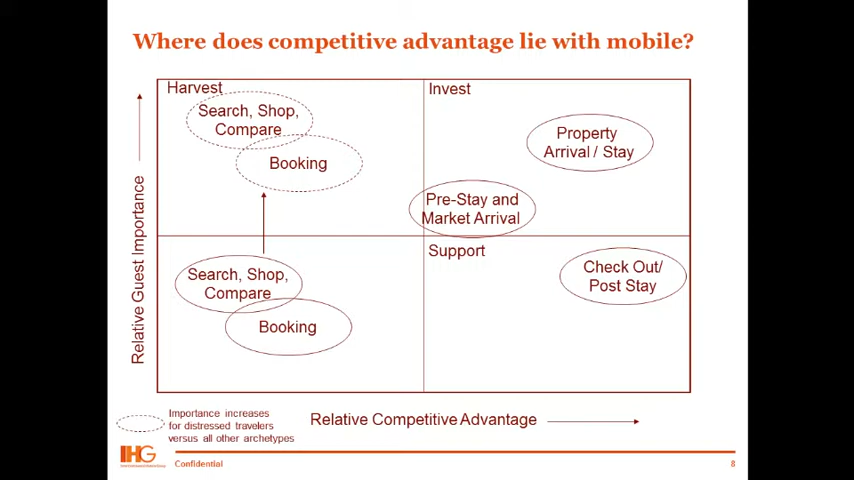 Where does competitive advantage lie with mobile?
Harvest
Search, Shop,
Compare
Booking
Invest
Property
Arrival / Stay
Pre-Stay and
Market Arrival
Relative Guest Importance
Search, Shop,
Compare
Booking
Support
Check Out/
Post Stay
Importance increases
for distressed travelers
versus all other archetypes
Relative Competitive Advantage
IHG
Confidential
8